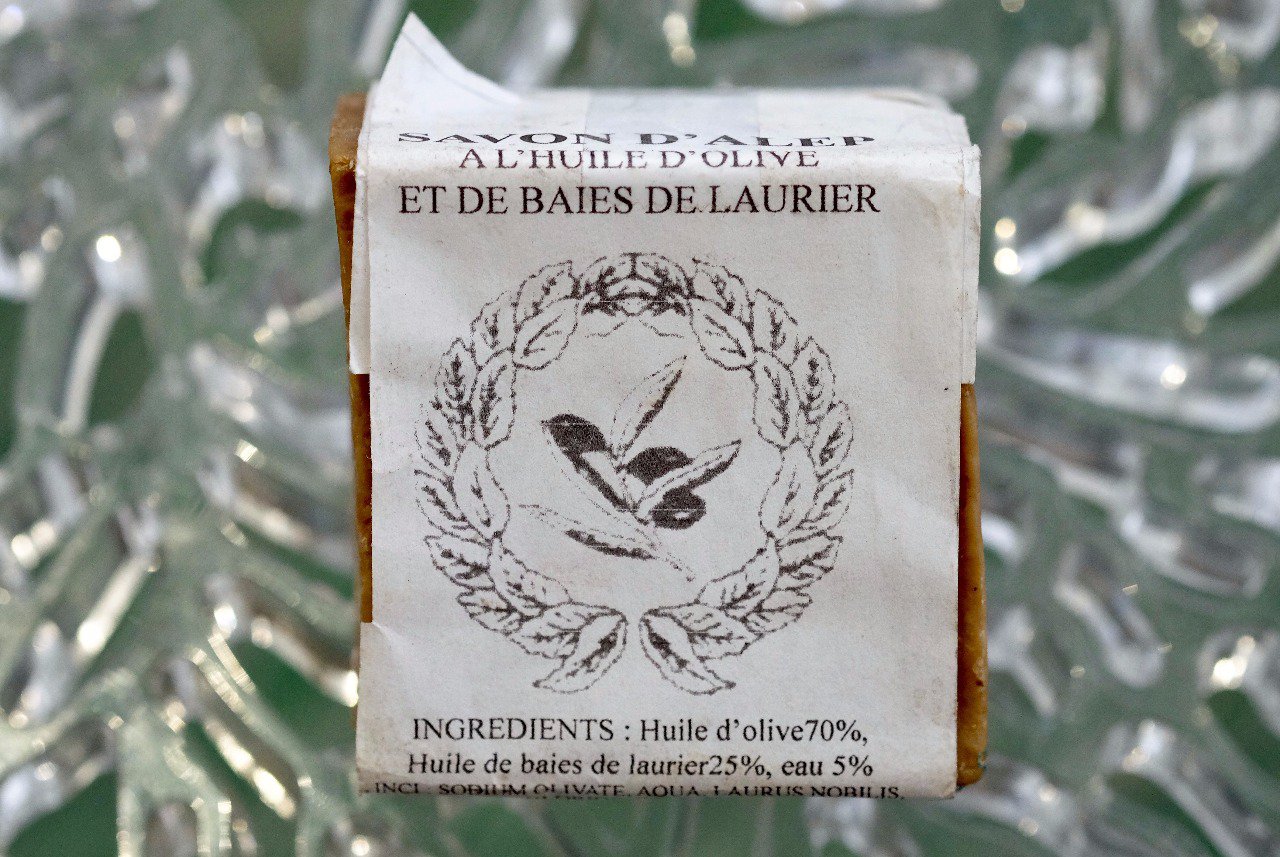 SAVON D'ALEP
A L'HUILE D'OLIVE
ET DE BAIES DE LAURIER
INGREDIENTS : Huile d'olive70%,
Huile de baies de laurier25%, eau 5%
INCI SODIUM OLIVATE, AQUA, LAURUS NOBILIS,